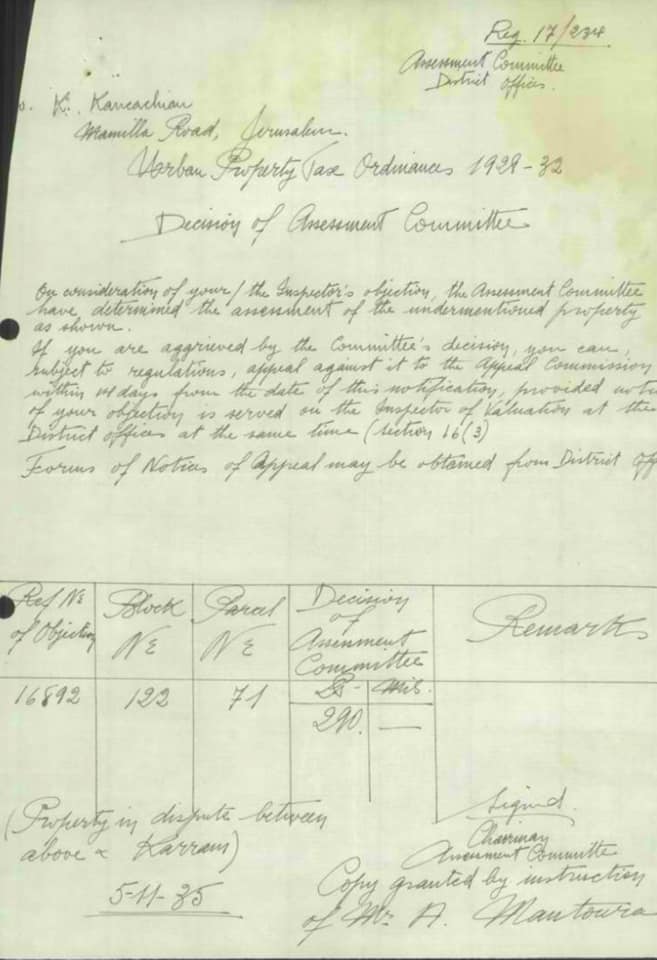 Reg. 17/234
Assessment Committee
District Offices.
K. Kancachian
Mamilla Road, Jerusalem.
Urban Property Tax Ordinances 1929-32
Decision of Assessment Committee
On consideration of your / the Inspector's objection, the Assessment Committee
have determined the assessment of the undermentioned property
as shown.
If you are aggrieved by the Committee's decision, you can,
subject to regulations, appeal against it to the Appeal Commission
within 14 days from the date of this notification, provided
of your objection is served on the Inspector of Valuation at the
District offices at the same time (section 16(3)
Forms of Notices of Appeal may be obtained from District Off
Ref No of Objection
Block No
Parcel No
Decision of Assessment Committee
Remarks
£P- Mils.
16892 122 71 290. —
(Property in dispute between
above & Karram)
5-11-35
Signed.
Chairman
Assessment Committee
Copy granted by instruction
of Mr. A. Mantoura